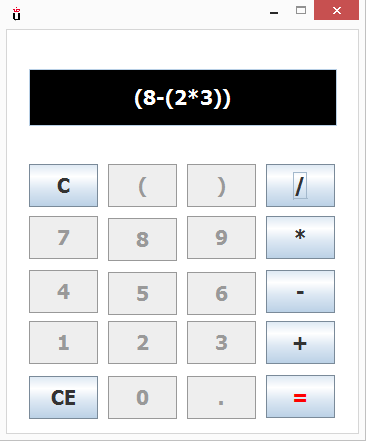 (8-(2*3))
C ( ) /
7 8 9 *
4 5 6 -
1 2 3 +
CE 0 . =